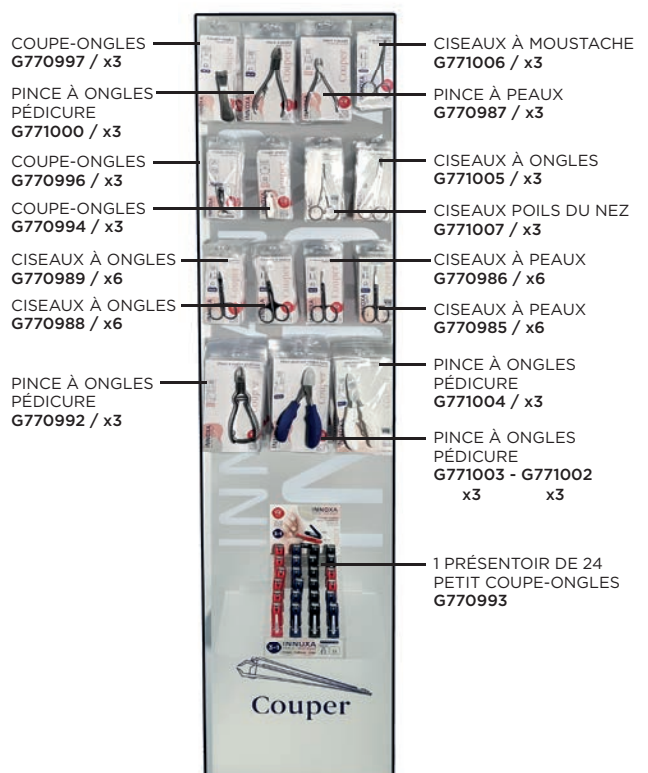 COUPE-ONGLES
G770997 / x3
PINCE À ONGLES
PÉDICURE
G771000 / x3
COUPE-ONGLES
G770996 / x3
COUPE-ONGLES
G770994 / x3
CISEAUX À ONGLES
G770989 / x6
CISEAUX À ONGLES
G770988 / x6
PINCE À ONGLES
PÉDICURE
G770992 / x3
CISEAUX À MOUSTACHE
G771006 / x3
PINCE À PEAUX
G770987 / x3
CISEAUX À ONGLES
G771005 / x3
CISEAUX POILS DU NEZ
G771007 / x3
CISEAUX À PEAUX
G770986 / x6
CISEAUX À PEAUX
G770985 / x6
PINCE À ONGLES
PÉDICURE
G771004 / x3
PINCE À ONGLES
PÉDICURE
G771003 - G771002
x3 x3
1 PRÉSENTOIR DE 24
PETIT COUPE-ONGLES
G770993
INNOXA
3in1
INNOXA
Couper